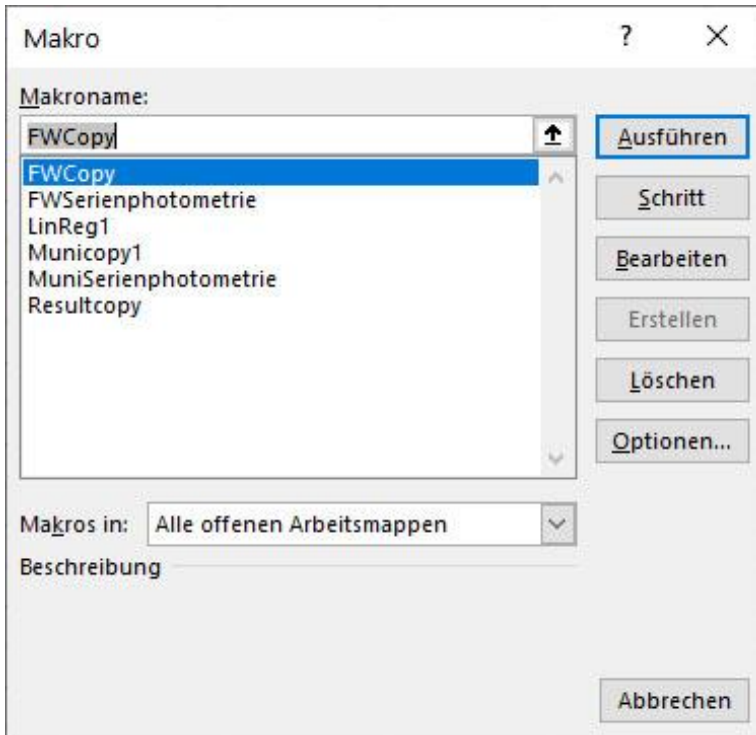 Makro ?
Makroname:
FWCopy
Ausführen
FWCopy
FWSerienphotometrie
LinReg1
Municopy1
MuniSerienphotometrie
Resultcopy
Schritt
Bearbeiten
Erstellen
Löschen
Optionen...
Makros in: Alle offenen Arbeitsmappen
Beschreibung
Abbrechen